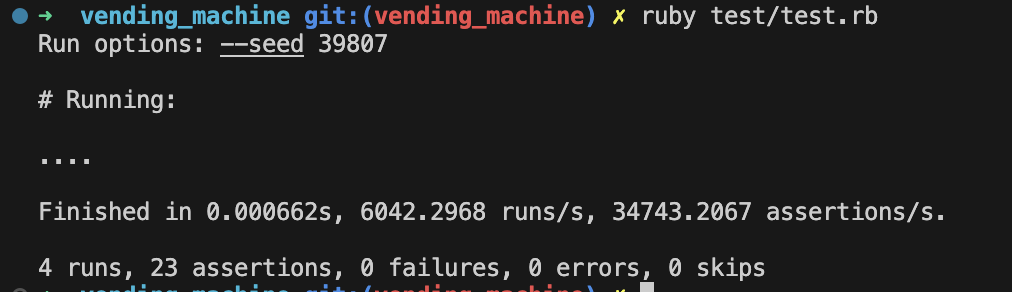 ➜ vending_machine git:(vending_machine) ✗ ruby test/test.rb
Run options: --seed 39807
# Running:
....
Finished in 0.000662s, 6042.2968 runs/s, 34743.2067 assertions/s.
4 runs, 23 assertions, 0 failures, 0 errors, 0 skips
➜ vending_machine git:(vending_machine) ✗